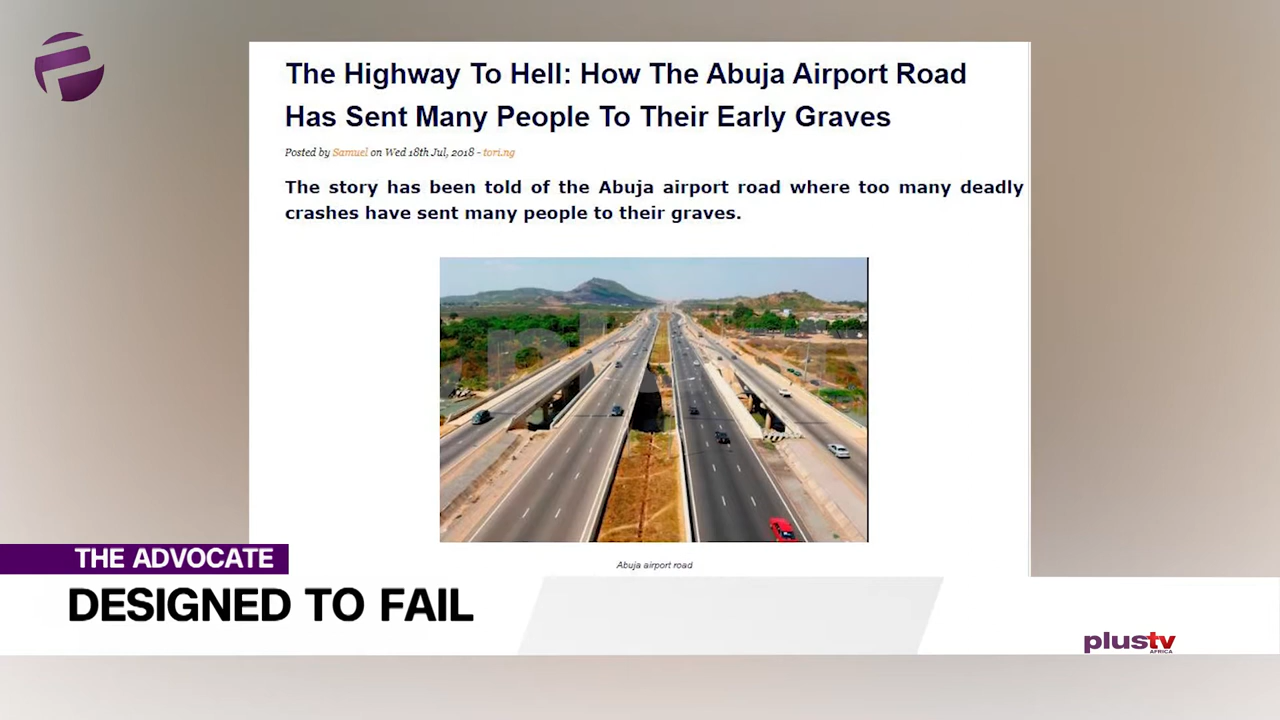 The Highway To Hell: How The Abuja Airport Road
Has Sent Many People To Their Early Graves
Posted by Samuel on Wed 18th Jul, 2018 - tori.ng
The story has been told of the Abuja airport road where too many deadly
crashes have sent many people to their graves.
Abuja airport road
THE ADVOCATE
DESIGNED TO FAIL
plustv
AFRICA